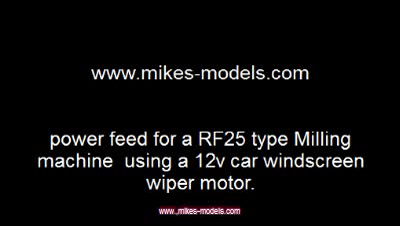 www.mikes-models.com
power feed for a RF25 type Milling
machine  using a 12v car windscreen
wiper motor.
www.mikes-models.com